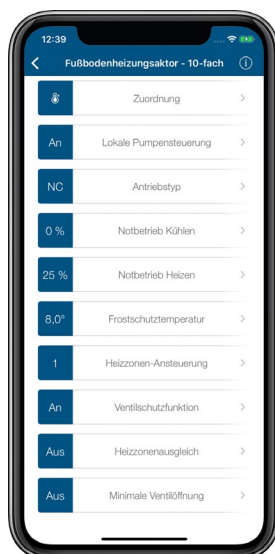 12:39
Fußbodenheizungsaktor - 10-fach
Zuordnung
An Lokale Pumpensteuerung
NC Antriebstyp
0 % Notbetrieb Kühlen
25 % Notbetrieb Heizen
8,0° Frostschutztemperatur
1 Heizzonen-Ansteuerung
An Ventilschutzfunktion
Aus Heizzonenausgleich
Aus Minimale Ventilöffnung